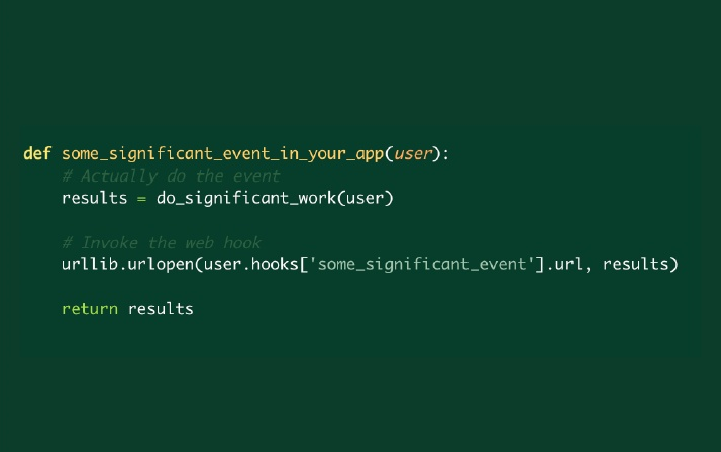 def some_significant_event_in_your_app(user):
# Actually do the event
results = do_significant_work(user)
# Invoke the web hook
urllib.urlopen(user.hooks['some_significant_event'].url, results)
return results